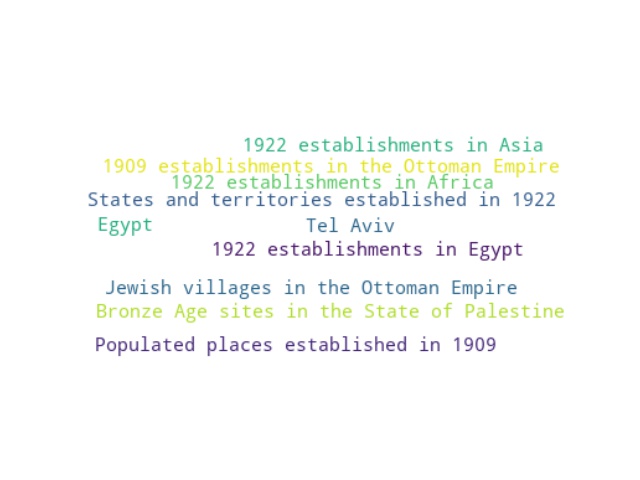 1922 establishments in Asia
1909 establishments in the Ottoman Empire
1922 establishments in Africa
States and territories established in 1922
Egypt
Tel Aviv
1922 establishments in Egypt
Jewish villages in the Ottoman Empire
Bronze Age sites in the State of Palestine
Populated places established in 1909